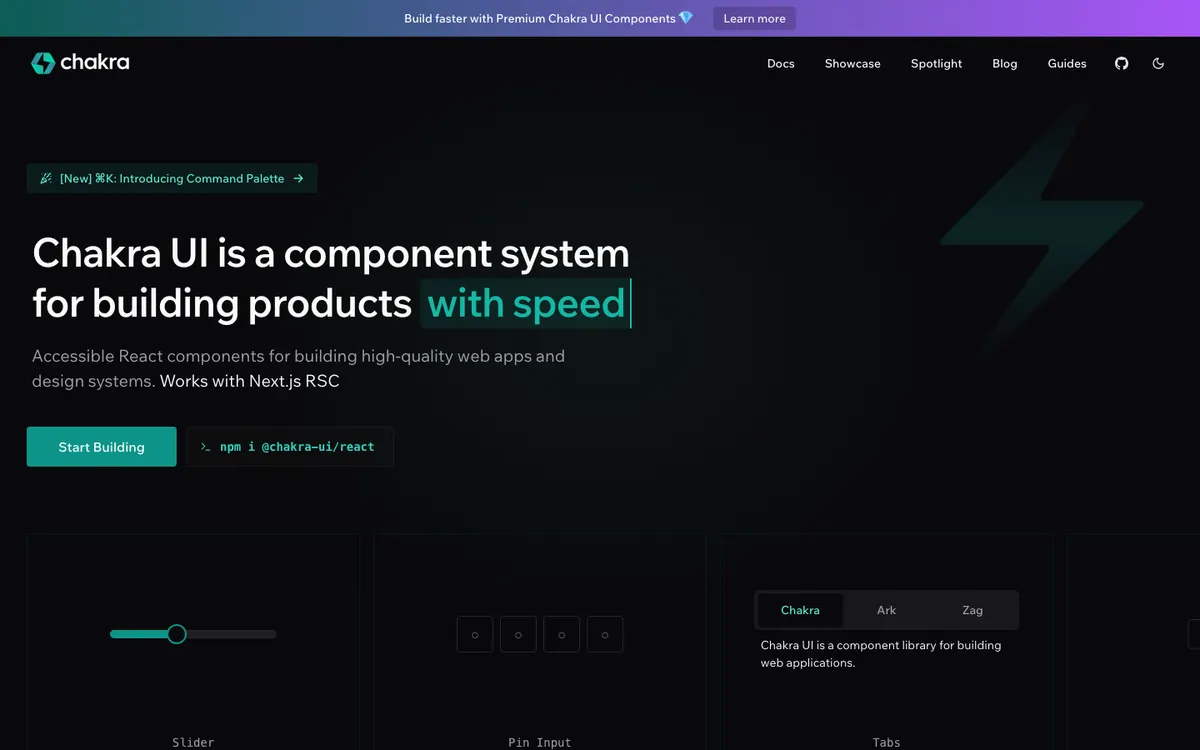 Build faster with Premium Chakra UI Components 💎 Learn more
chakra
Docs Showcase Spotlight Blog Guides
[New] ⌘K: Introducing Command Palette →
Chakra UI is a component system
for building products with speed
Accessible React components for building high-quality web apps and
design systems. Works with Next.js RSC
Start Building
>_ npm i @chakra-ui/react
Chakra Ark Zag
Chakra UI is a component library for building
web applications.
Slider
Pin Input
Tabs